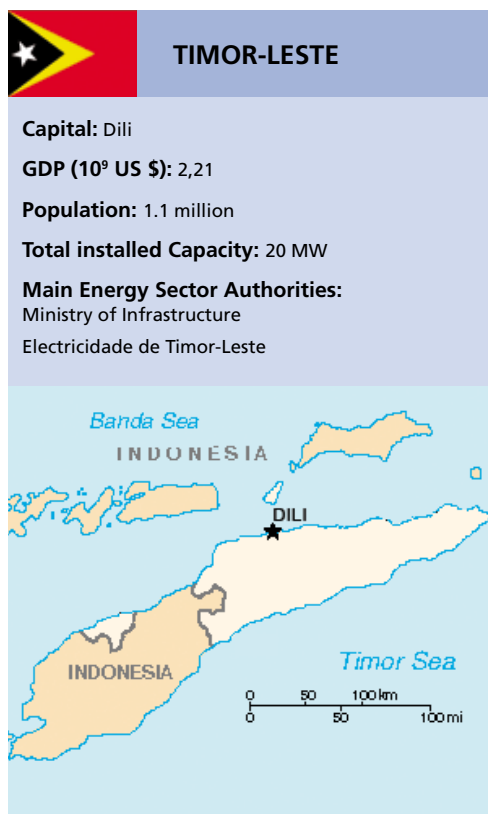 TIMOR-LESTE
Capital: Dili
GDP (10⁹ US $): 2,21
Population: 1.1 million
Total installed Capacity: 20 MW
Main Energy Sector Authorities:
Ministry of Infrastructure
Electricidade de Timor-Leste
Banda Sea
INDONESIA
DILI
Timor Sea
INDONESIA
0 50 100 km
0 50 100 mi